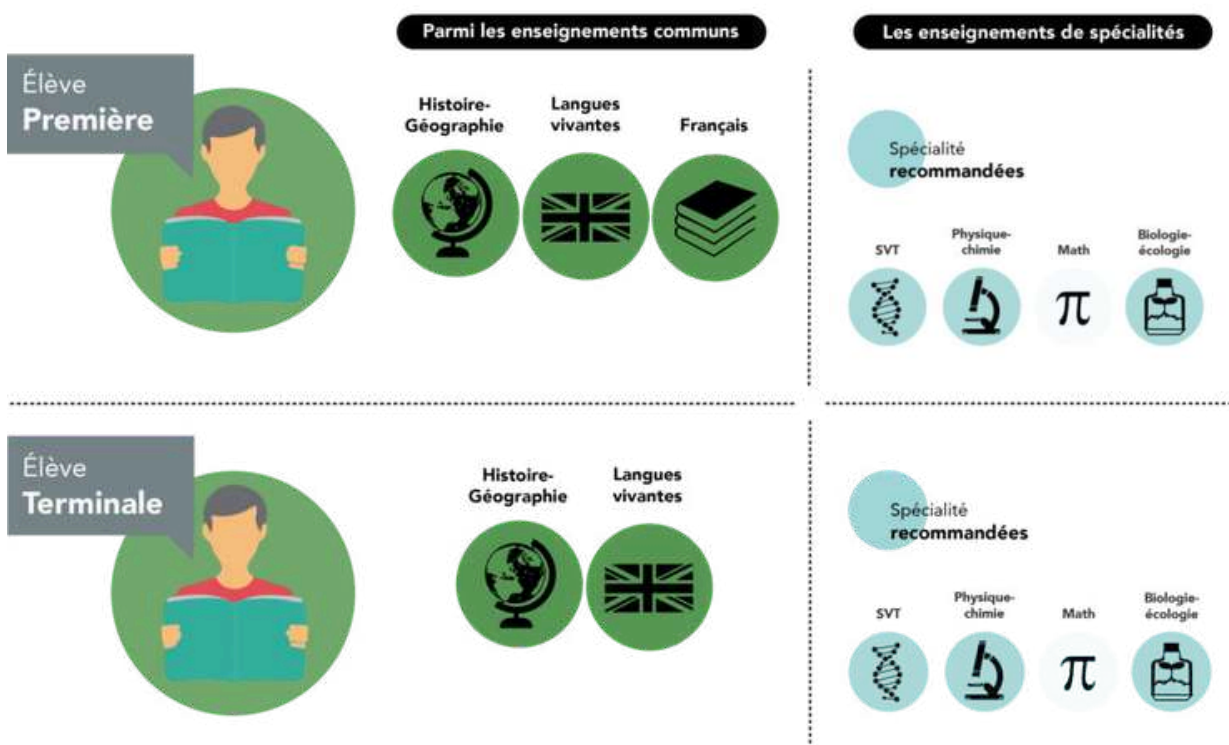 Parmi les enseignements communs
Les enseignements de spécialités
Élève
Première
Histoire-
Géographie
Langues
vivantes
Français
Spécialité
recommandées
SVT
Physique-
chimie
Math
Biologie-
écologie
π
Élève
Terminale
Histoire-
Géographie
Langues
vivantes
Spécialité
recommandées
SVT
Physique-
chimie
Math
Biologie-
écologie
π